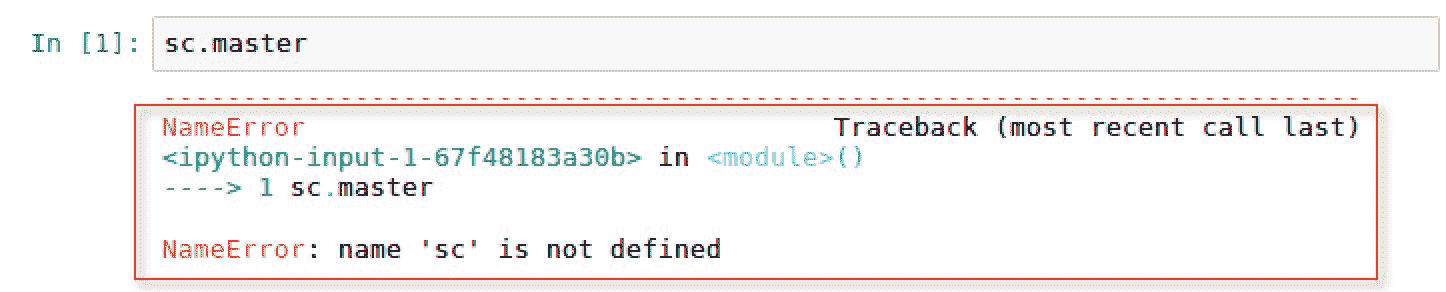 In [1]: sc.master
---------------------------------------------------------------------------
NameError                                 Traceback (most recent call last)
<ipython-input-1-67f48183a30b> in <module>()
----> 1 sc.master
NameError: name 'sc' is not defined